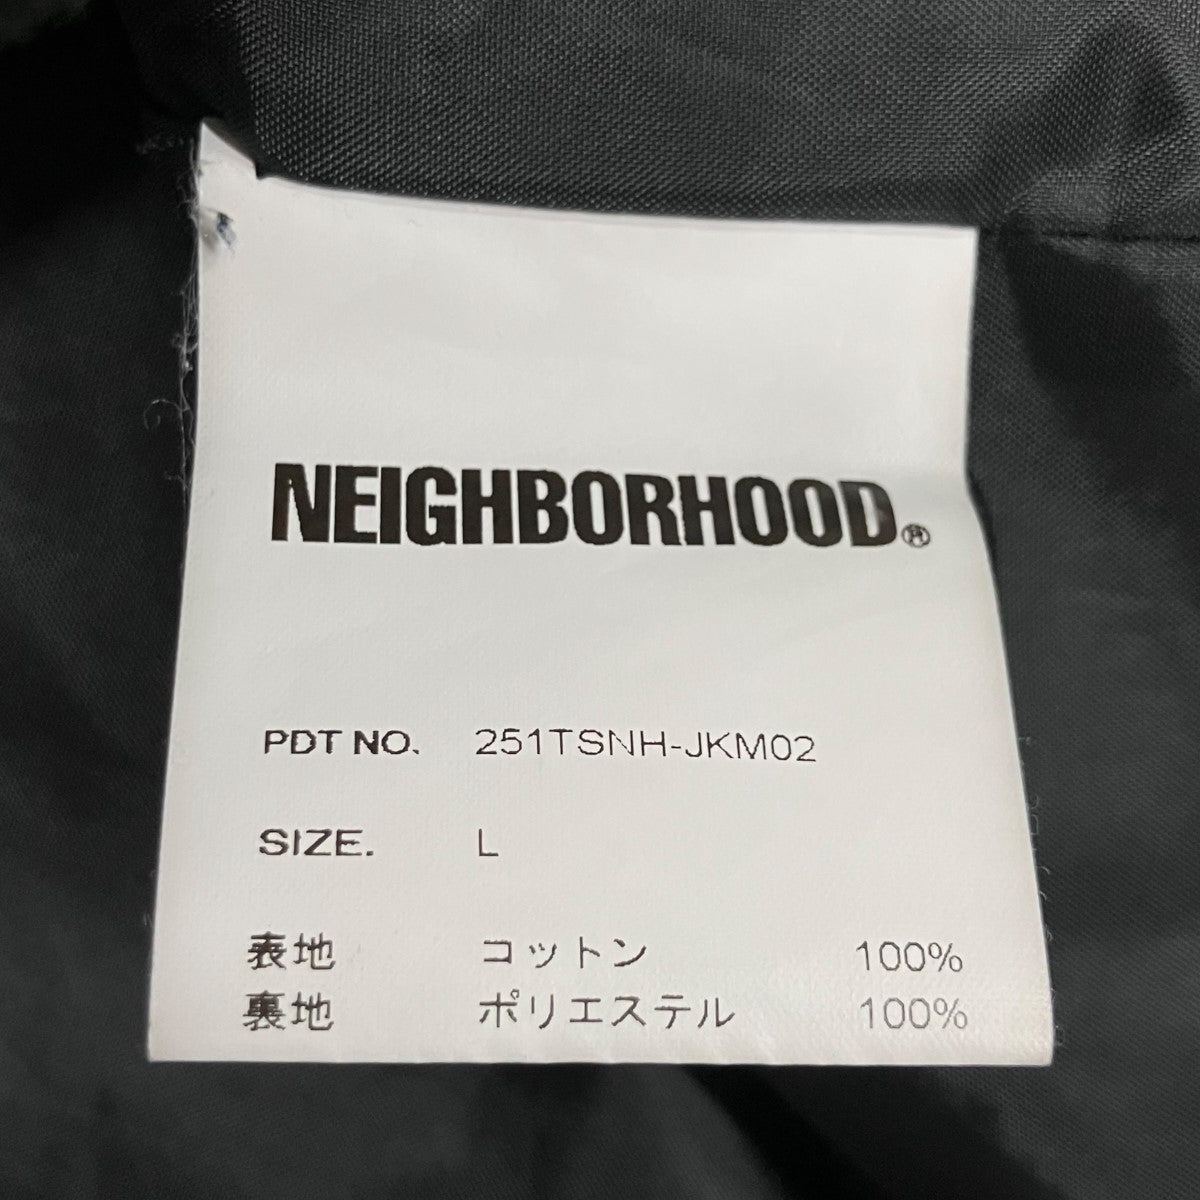 NEIGHBORHOOD®
PDT NO. 251TSNH-JKM02
SIZE. L
表地 コットン 100%
裏地 ポリエステル 100%